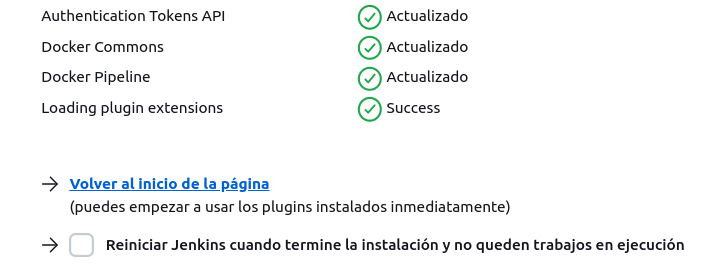 Authentication Tokens API Actualizado
Docker Commons Actualizado
Docker Pipeline Actualizado
Loading plugin extensions Success
Volver al inicio de la página
(puedes empezar a usar los plugins instalados inmediatamente)
Reiniciar Jenkins cuando termine la instalación y no queden trabajos en ejecución